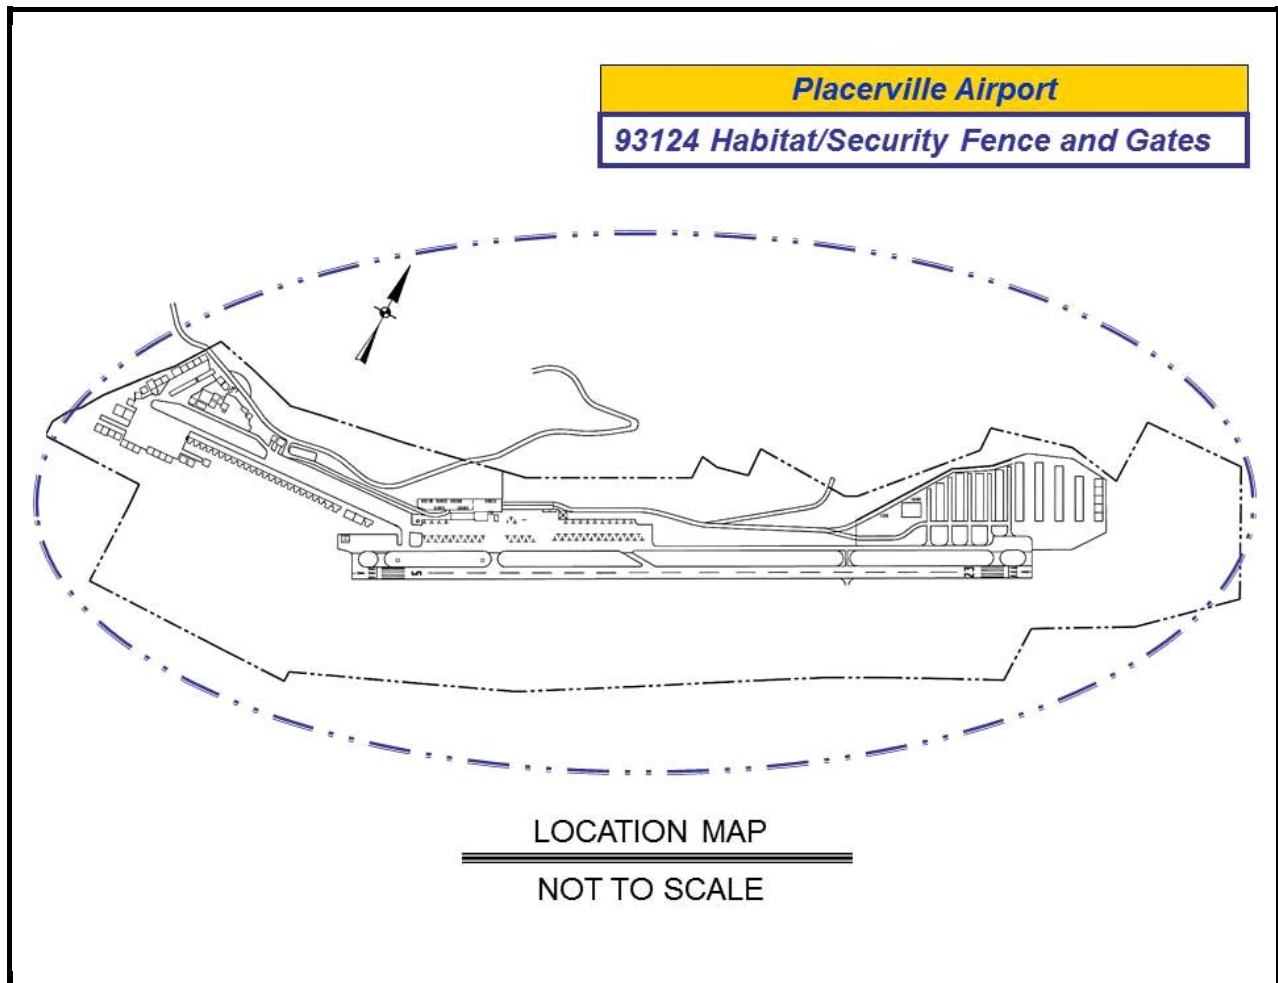 Placerville Airport
93124 Habitat/Security Fence and Gates
5
23
LOCATION MAP
NOT TO SCALE